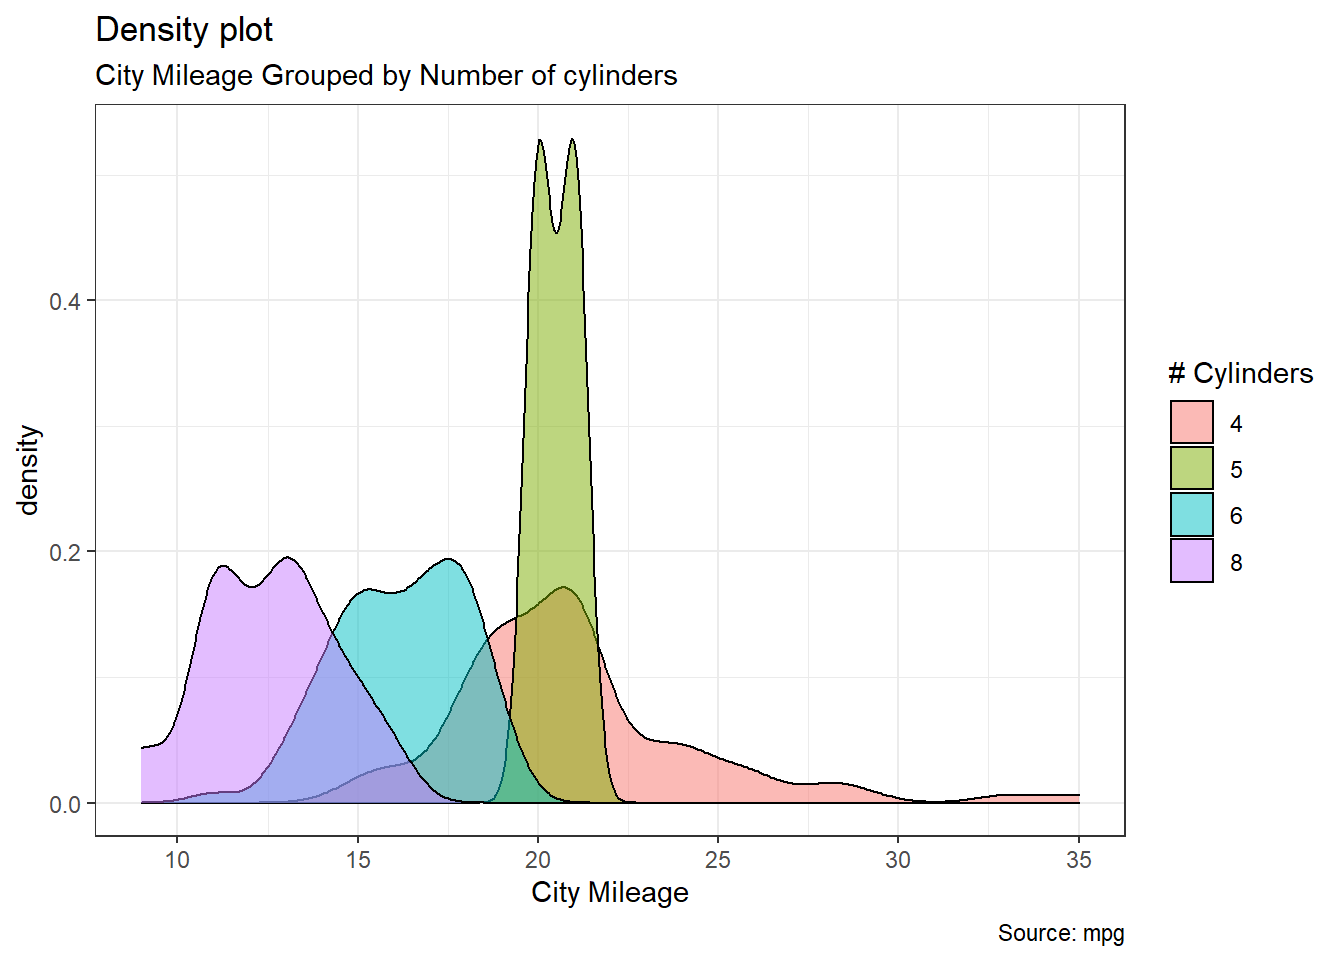 Density plot
City Mileage Grouped by Number of cylinders
density
0.4
0.2
0.0
10 15 20 25 30 35
City Mileage
# Cylinders
4
5
6
8
Source: mpg